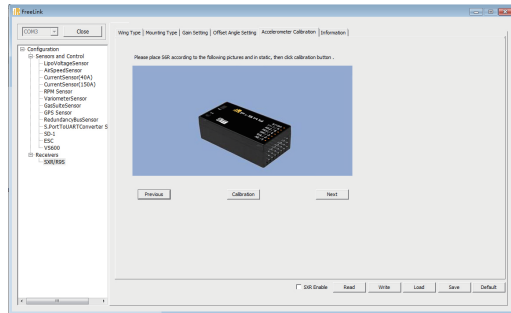 FreeLink
COM3 Close
Wing Type Mounting Type Gain Setting Offset Angle Setting Accelerometer Calibration Information
Configuration
Sensors and Control
LipoVoltageSensor
AirSpeedSensor
CurrentSensor(40A)
CurrentSensor(150A)
RPM Sensor
VariometerSensor
GasSuiteSensor
GPS Sensor
RedundancyBusSensor
S.PortToUARTConverter S
SD-1
ESC
VS600
Receivers
SXR/R9S
Please place S6R according to the following pictures and in static, then click calibration button .
Previous Calibration Next
SXR Enable Read Write Load Save Default